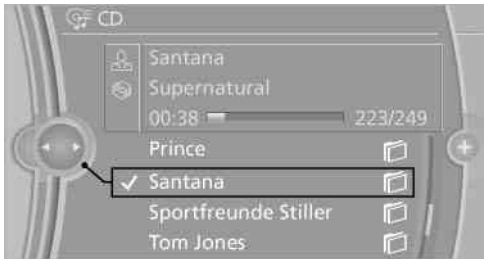 CD
Santana
Supernatural
00:38 223/249
Prince
Santana
Sportfreunde Stiller
Tom Jones